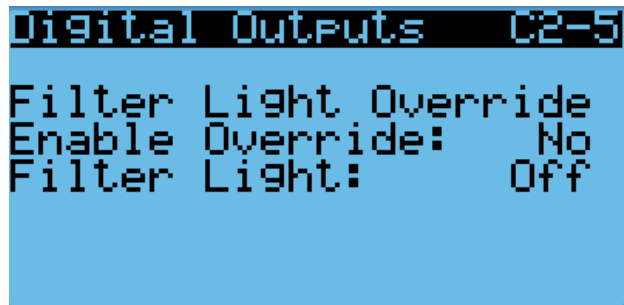 Digital Outputs C2-5
Filter Light Override
Enable Override: No
Filter Light: Off